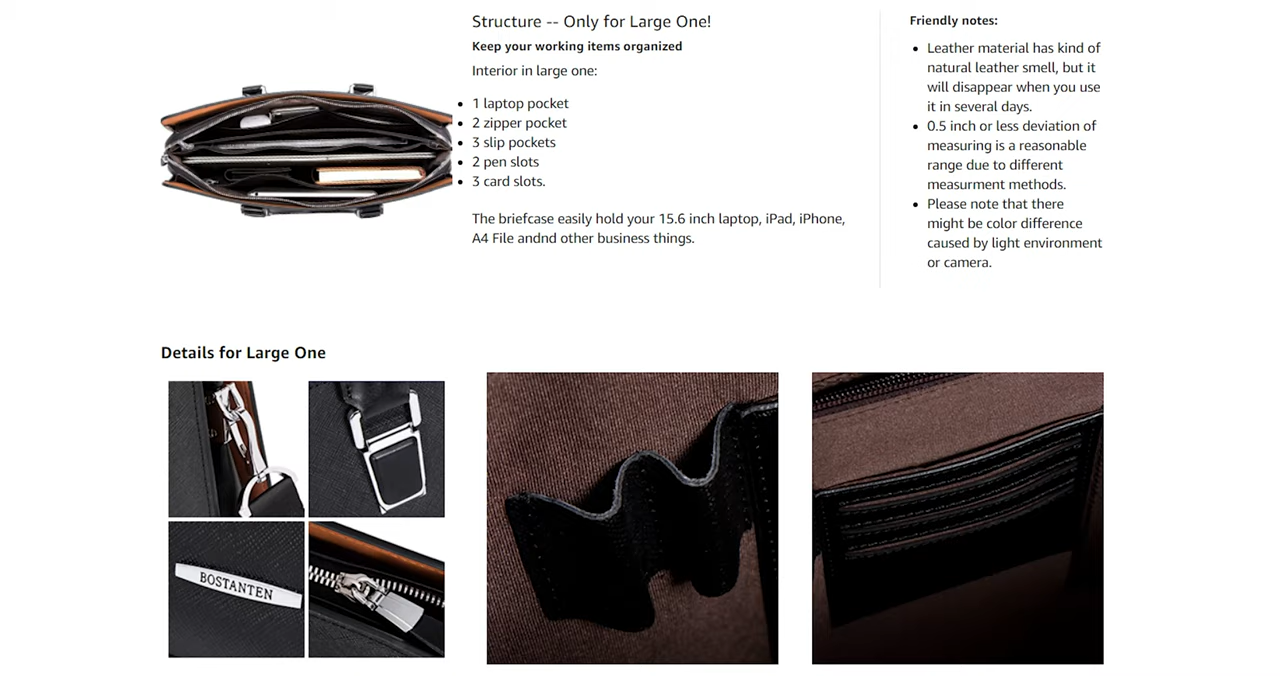 Structure -- Only for Large One!
Keep your working items organized
Interior in large one:
1 laptop pocket
2 zipper pocket
3 slip pockets
2 pen slots
3 card slots.
The briefcase easily hold your 15.6 inch laptop, iPad, iPhone,
A4 File andnd other business things.
Friendly notes:
Leather material has kind of
natural leather smell, but it
will disappear when you use
it in several days.
0.5 inch or less deviation of
measuring is a reasonable
range due to different
measurment methods.
Please note that there
might be color difference
caused by light environment
or camera.
Details for Large One
BOSTANTEN